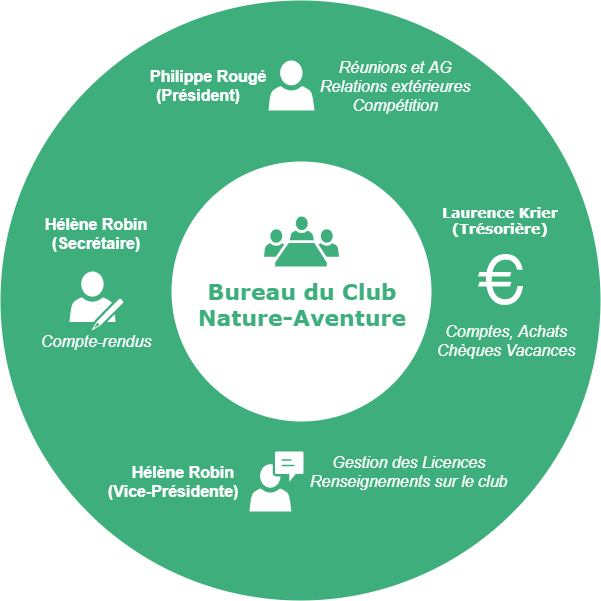 Philippe Rougé
(Président)
Réunions et AG
Relations extérieures
Compétition
Hélène Robin
(Secrétaire)
Compte-rendus
Bureau du Club
Nature-Aventure
Laurence Krier
(Trésorière)
€
Comptes, Achats
Chèques Vacances
Hélène Robin
(Vice-Présidente)
Gestion des Licences
Renseignements sur le club